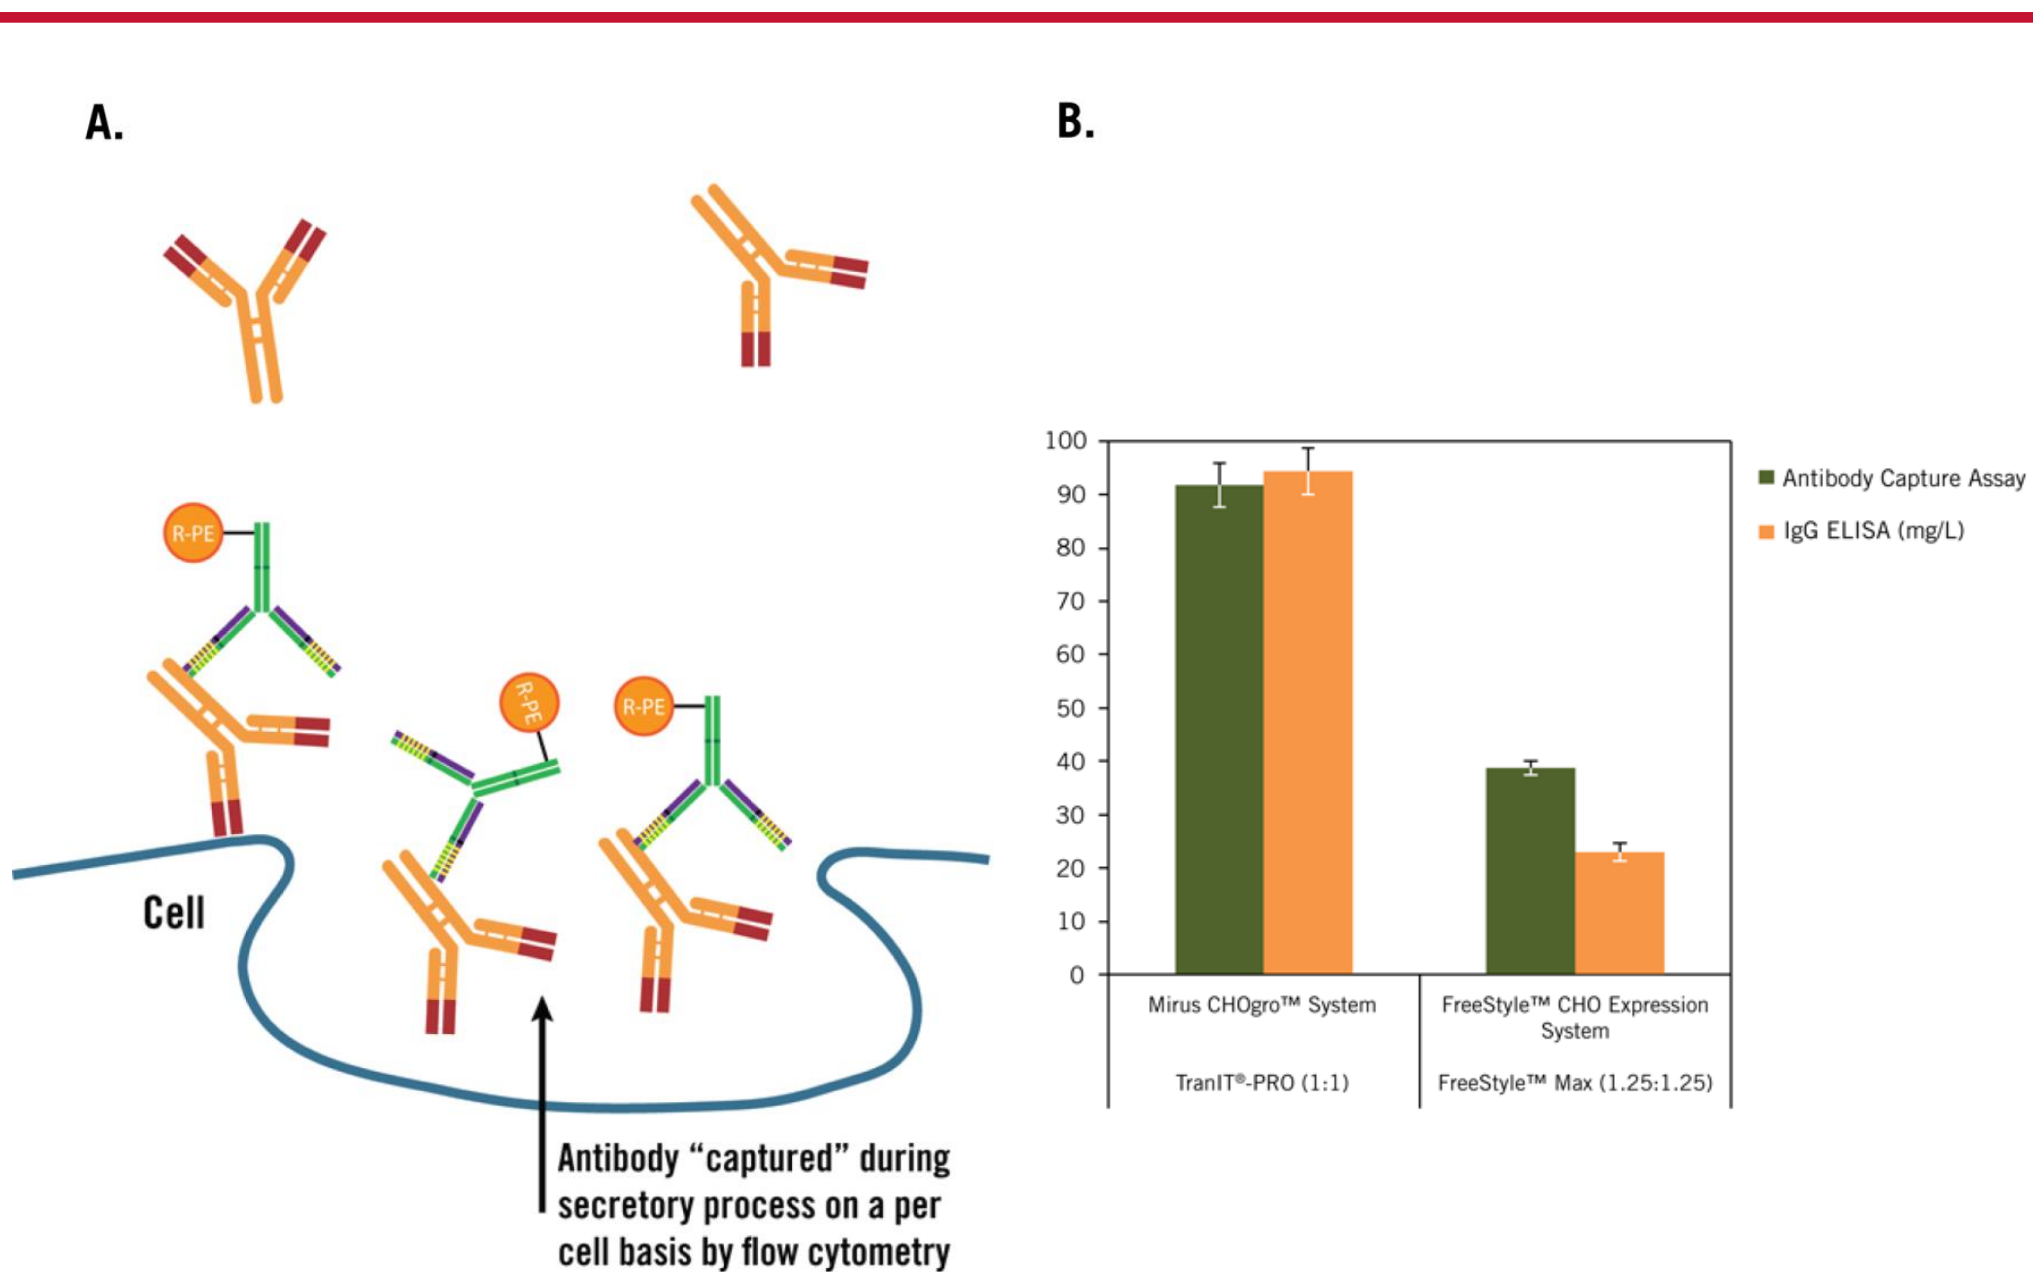 A.
B.
R-PE
R-PE
R-PE
Cell
Antibody “captured” during
secretory process on a per
cell basis by flow cytometry
100
90
80
70
60
50
40
30
20
10
0
Antibody Capture Assay
IgG ELISA (mg/L)
Mirus CHOgro™ System
FreeStyle™ CHO Expression
System
TranIT®-PRO (1:1)
FreeStyle™ Max (1.25:1.25)